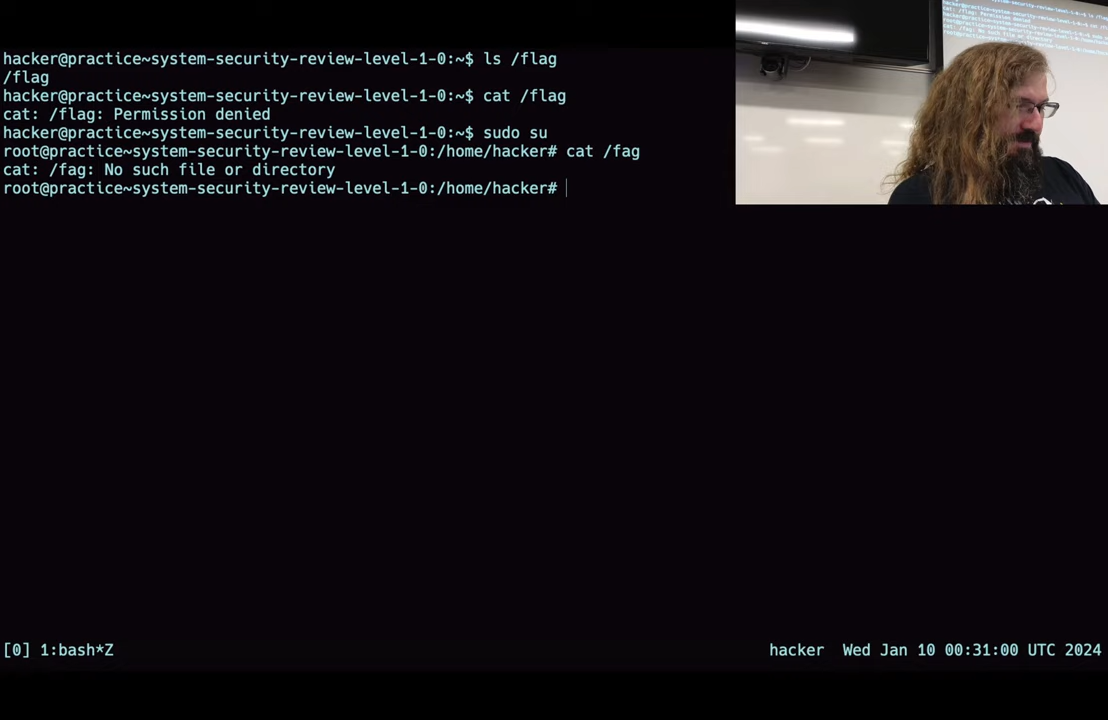 hacker@practice~system-security-review-level-1-0:~$ ls /flag
/flag
hacker@practice~system-security-review-level-1-0:~$ cat /flag
cat: /flag: Permission denied
hacker@practice~system-security-review-level-1-0:~$ sudo su
root@practice~system-security-review-level-1-0:/home/hacker# cat /fag
cat: /fag: No such file or directory
root@practice~system-security-review-level-1-0:/home/hacker#
[0] 1:bash*Z
hacker Wed Jan 10 00:31:00 UTC 2024